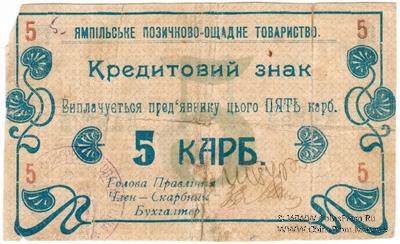 5 ЯМПІЛЬСЬКЕ ПОЗИЧКОВО-ОЩАДНЕ ТОВАРИСТВО. 5
5
Кредитовий знак
Виплачується пред'явнику цього ПЯТЬ карб.
5 КАРБ.
5 5
Голова Правління
Член–Скарбник
Бухгалтер